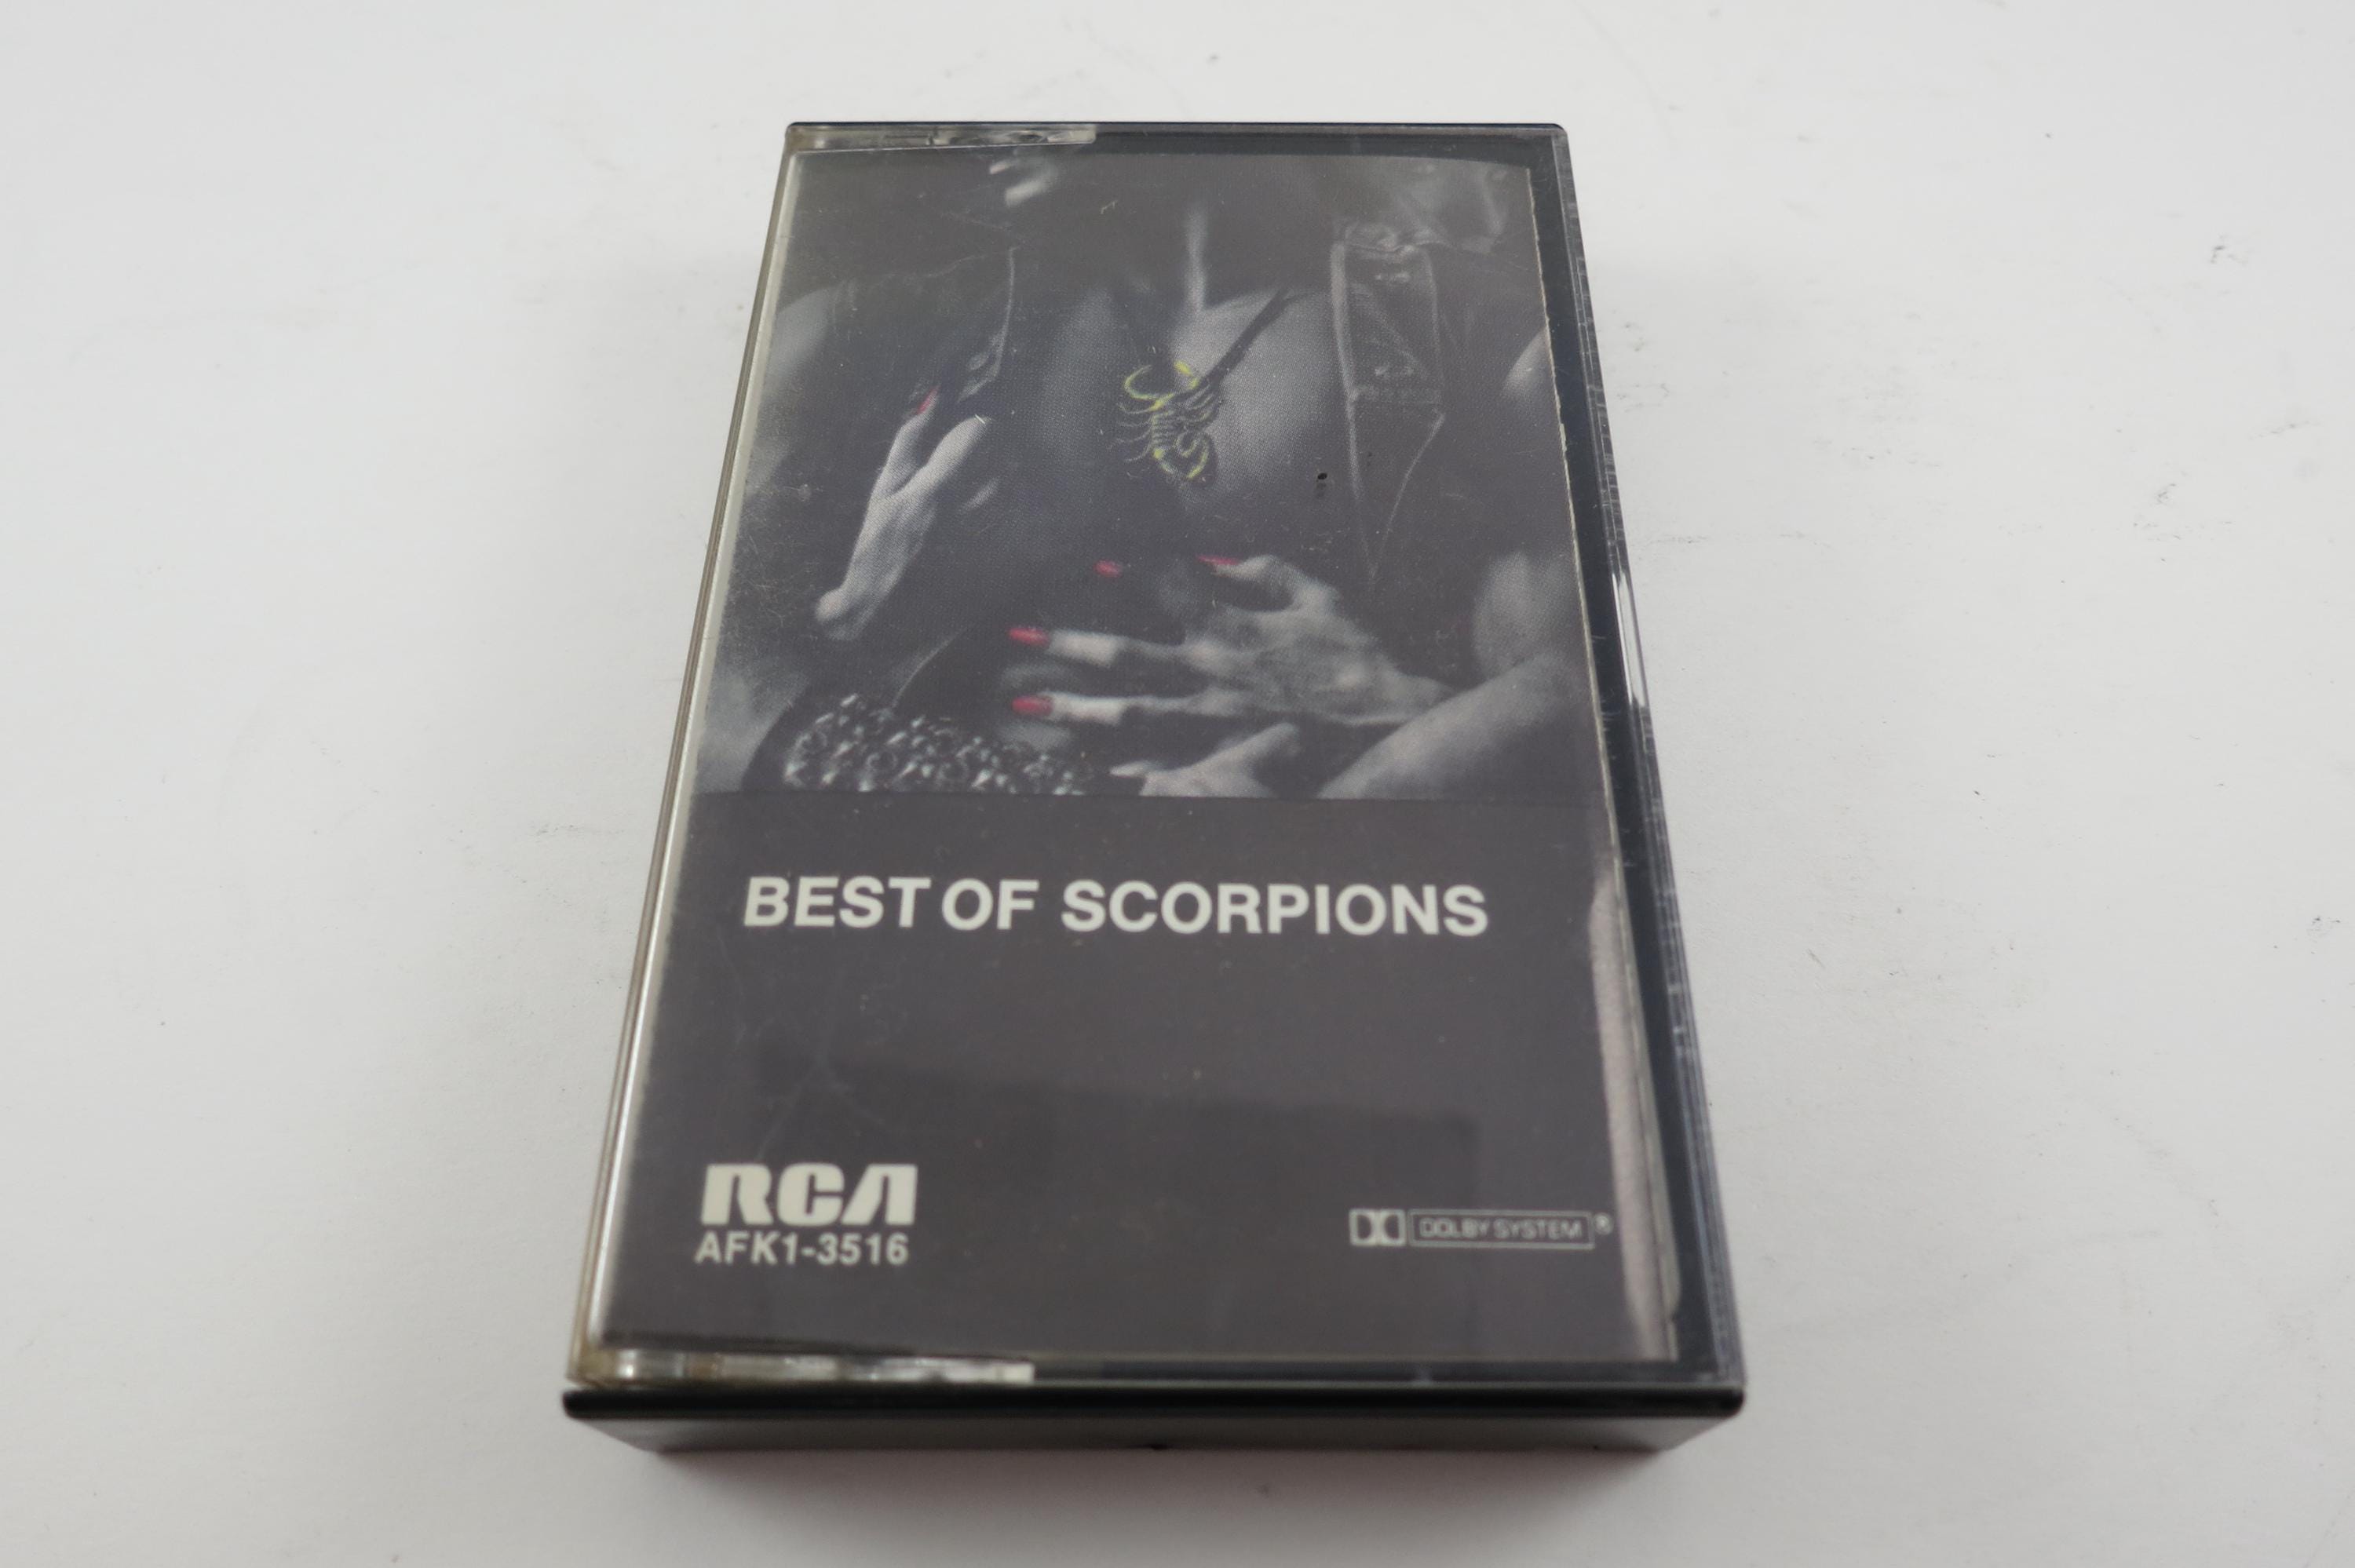 BEST OF SCORPIONS
RCA
AFK1-3516
DOLBY SYSTEM®